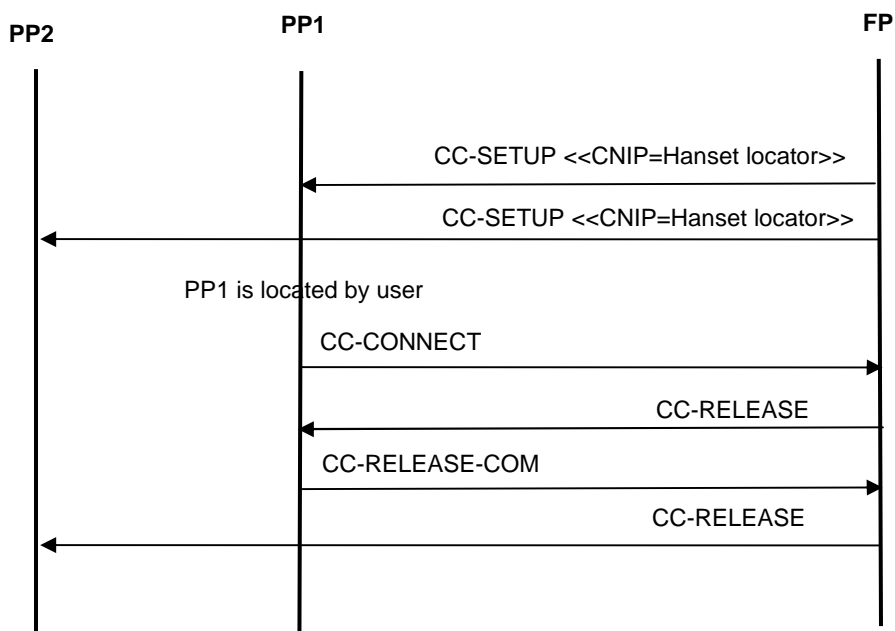 PP2
PP1
FP
CC-SETUP <<CNIP=Hanset locator>>
CC-SETUP <<CNIP=Hanset locator>>
PP1 is located by user
CC-CONNECT
CC-RELEASE
CC-RELEASE-COM
CC-RELEASE